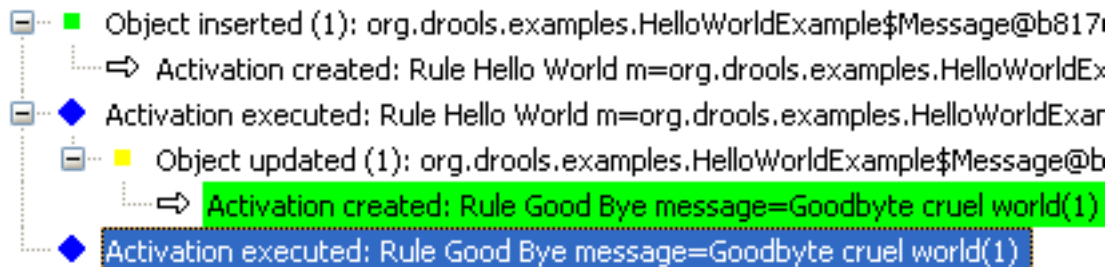 Object inserted (1): org.drools.examples.HelloWorldExample$Message@b817
Activation created: Rule Hello World m=org.drools.examples.HelloWorldEx
Activation executed: Rule Hello World m=org.drools.examples.HelloWorldExar
Object updated (1): org.drools.examples.HelloWorldExample$Message@b
Activation created: Rule Good Bye message=Goodbyte cruel world(1)
Activation executed: Rule Good Bye message=Goodbyte cruel world(1)